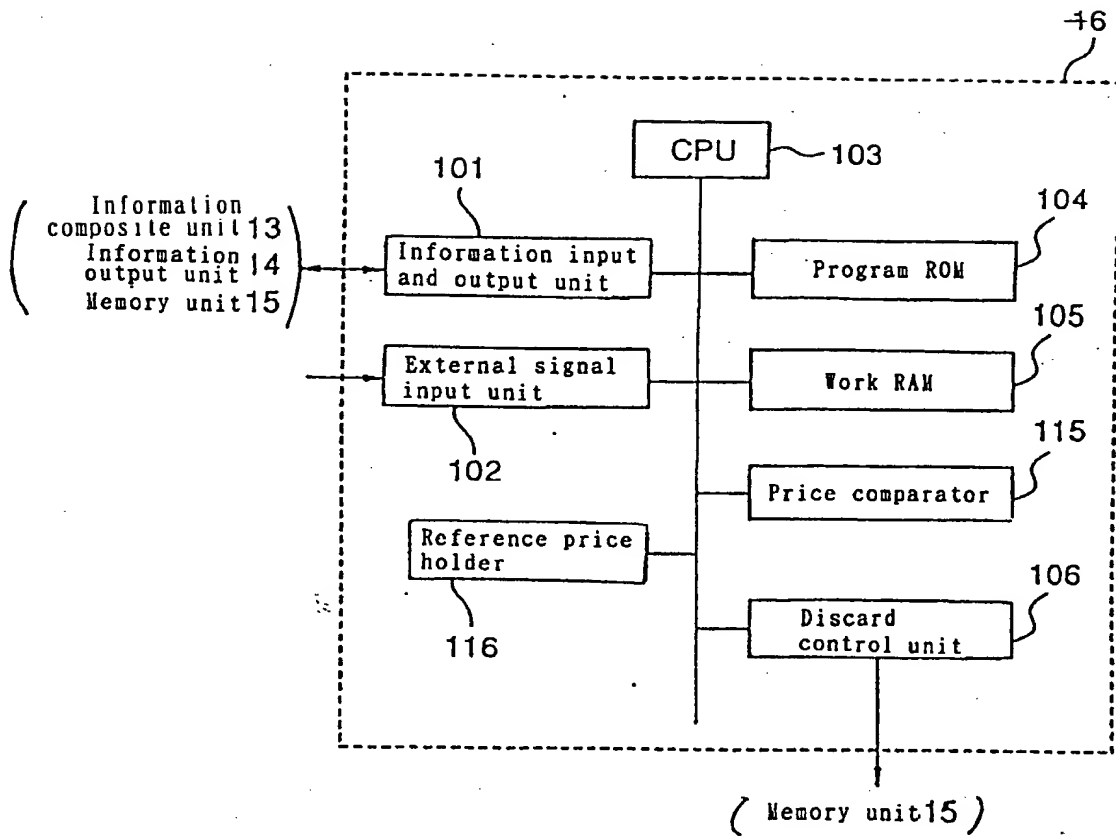 16
CPU
103
101
104
Information
composite unit 13
Information
output unit 14
Memory unit 15
Information input
and output unit
Program ROM
105
External signal
input unit
Work RAM
102
115
Price comparator
Reference price
holder
106
116
Discard
control unit
( Memory unit 15 )